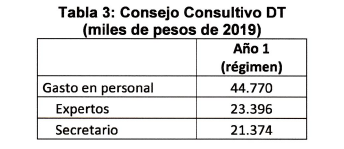 Tabla 3: Consejo Consultivo DT
(miles de pesos de 2019)
Año 1
(régimen)
Gasto en personal 44.770
Expertos 23.396
Secretario 21.374